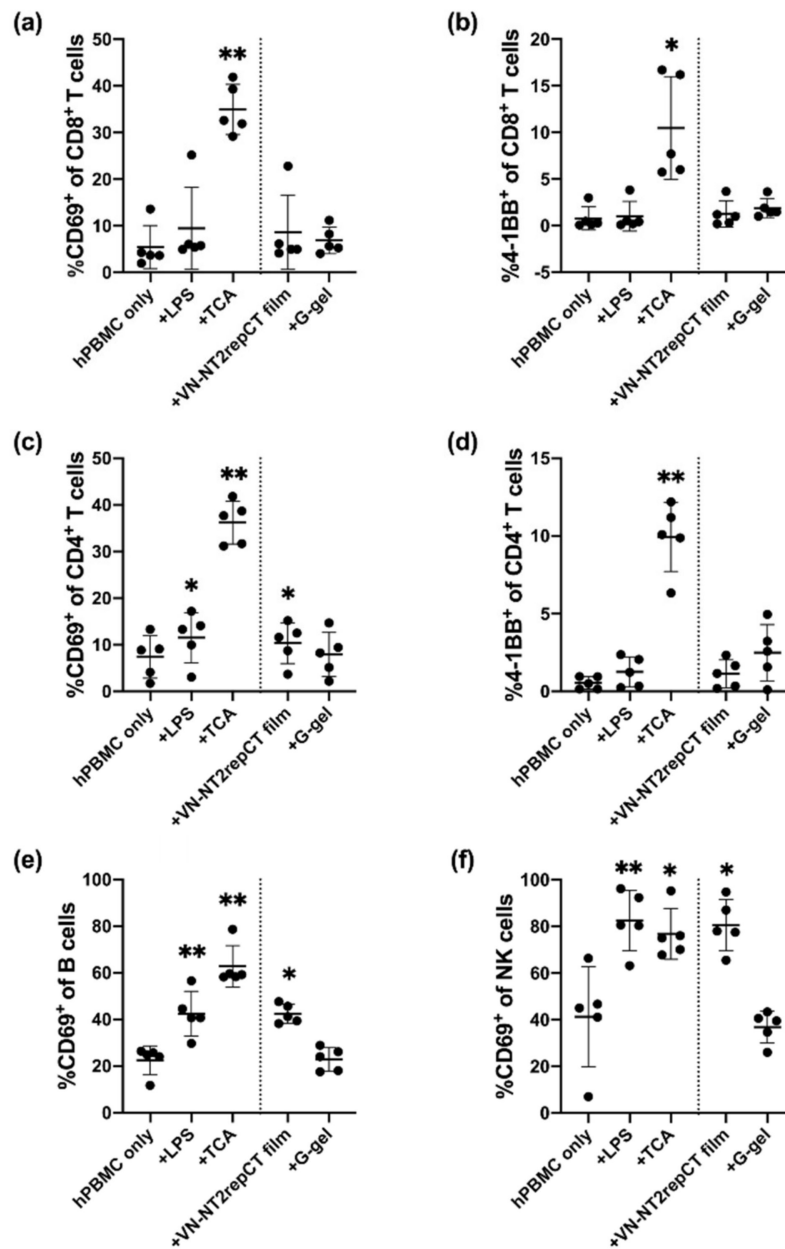 (a)
%CD69⁺ of CD8⁺ T cells
50
40
30
20
10
0
**
hPBMC only
+LPS
+TCA
+VN-NT2repCT film
+G-gel
(b)
%4-1BB⁺ of CD8⁺ T cells
20
15
10
5
0
-5
*
hPBMC only
+LPS
+TCA
+VN-NT2repCT film
+G-gel
(c)
%CD69⁺ of CD4⁺ T cells
50
40
30
20
10
0
*
**
*
hPBMC only
+LPS
+TCA
+VN-NT2repCT film
+G-gel
(d)
%4-1BB⁺ of CD4⁺ T cells
15
10
5
0
**
hPBMC only
+LPS
+TCA
+VN-NT2repCT film
+G-gel
(e)
%CD69⁺ of B cells
100
80
60
40
20
0
**
**
*
hPBMC only
+LPS
+TCA
+VN-NT2repCT film
+G-gel
(f)
%CD69⁺ of NK cells
100
80
60
40
20
0
**
*
*
hPBMC only
+LPS
+TCA
+VN-NT2repCT film
+G-gel